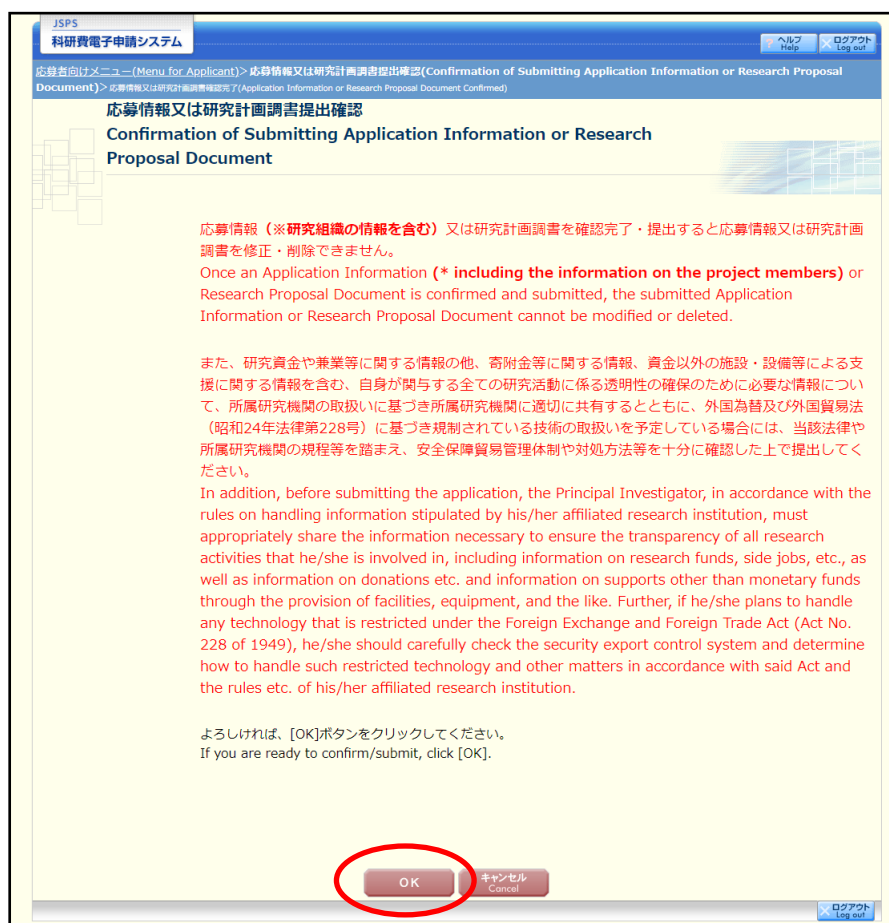 JSPS
科研費電子申請システム
ヘルプ
Help
ログアウト
Log out
応募者向けメニュー(Menu for Applicant)>応募情報又は研究計画調書提出確認(Confirmation of Submitting Application Information or Research Proposal
Document)>応募情報又は研究計画調書確認完了(Application Information or Research Proposal Document Confirmed)
応募情報又は研究計画調書提出確認
Confirmation of Submitting Application Information or Research
Proposal Document
応募情報（※研究組織の情報を含む）又は研究計画調書を確認完了・提出すると応募情報又は研究計画
調書を修正・削除できません。
Once an Application Information (* including the information on the project members) or
Research Proposal Document is confirmed and submitted, the submitted Application
Information or Research Proposal Document cannot be modified or deleted.
また、研究資金や兼業等に関する情報の他、寄附金等に関する情報、資金以外の施設・設備等による支
援に関する情報を含む、自身が関与する全ての研究活動に係る透明性の確保のために必要な情報につい
て、所属研究機関の取扱いに基づき所属研究機関に適切に共有するとともに、外国為替及び外国貿易法
（昭和24年法律第228号）に基づき規制されている技術の取扱いを予定している場合には、当該法律や
所属研究機関の規程等を踏まえ、安全保障貿易管理体制や対処方法等を十分に確認した上で提出してく
ださい。
In addition, before submitting the application, the Principal Investigator, in accordance with the
rules on handling information stipulated by his/her affiliated research institution, must
appropriately share the information necessary to ensure the transparency of all research
activities that he/she is involved in, including information on research funds, side jobs, etc., as
well as information on donations etc. and information on supports other than monetary funds
through the provision of facilities, equipment, and the like. Further, if he/she plans to handle
any technology that is restricted under the Foreign Exchange and Foreign Trade Act (Act No.
228 of 1949), he/she should carefully check the security export control system and determine
how to handle such restricted technology and other matters in accordance with said Act and
the rules etc. of his/her affiliated research institution.
よろしければ、[OK]ボタンをクリックしてください。
If you are ready to confirm/submit, click [OK].
OK
キャンセル
Cancel
ログアウト
Log out